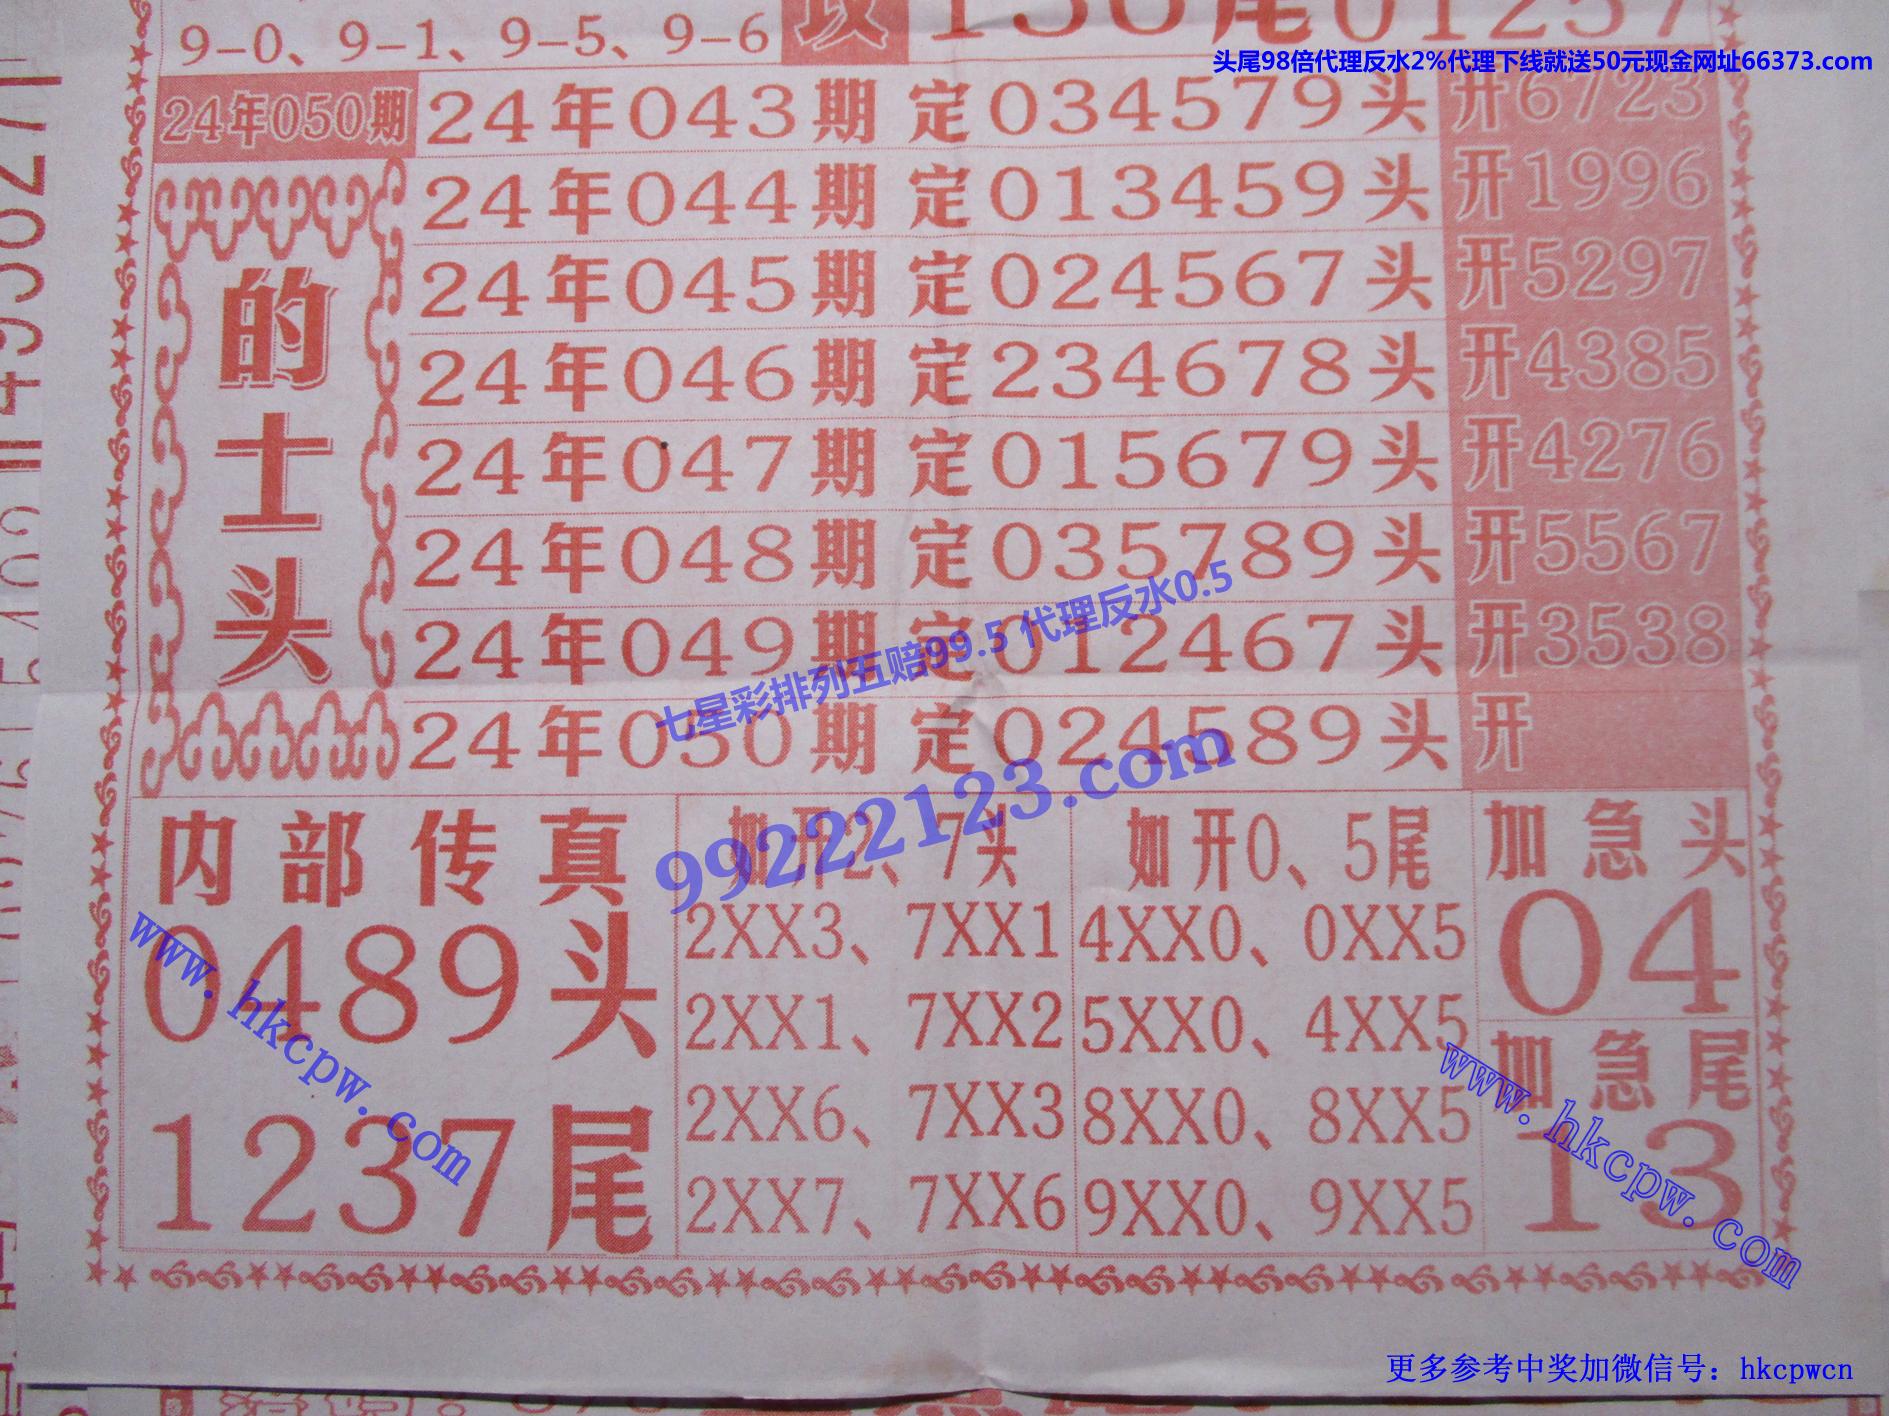 9-0、9-1、9-5、9-6
头尾98倍代理反水2%代理下线就送50元现金网址66373.com
24年050期
的士头
24年043期 定034579头 开6723
24年044期 定013459头 开1996
24年045期 定024567头 开5297
24年046期 定234678头 开4385
24年047期 定015679头 开4276
24年048期 定035789头 开5567
24年049期 定012467头 开3538
24年050期 定024589头 开
七星彩排列五赔99.5 代理反水0.5
99222123.com
内部传真
0489头
1237尾
如开2、7头
2XX3、7XX1
2XX1、7XX2
2XX6、7XX3
2XX7、7XX6
如开0、5尾
4XX0、0XX5
5XX0、4XX5
8XX0、8XX5
9XX0、9XX5
加急头
04
加急尾
13
www.hkcpw.com
www.hkcpw.com
更多参考中奖加微信号：hkcpwcn